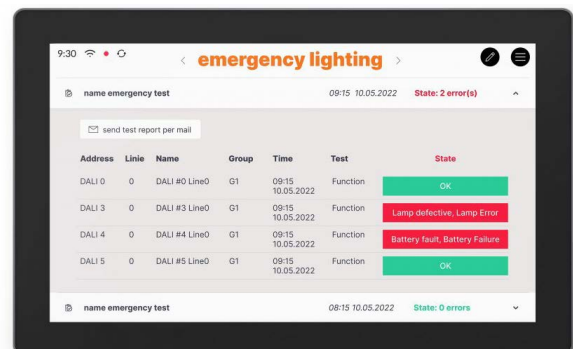 9:30
emergency lighting
name emergency test 09:15 10.05.2022 State: 2 error(s)
send test report per mail
Address Linie Name Group Time Test State
DALI 0 0 DALI #0 Line0 G1 09:15 10.05.2022 Function OK
DALI 3 0 DALI #3 Line0 G1 09:15 10.05.2022 Function Lamp defective, Lamp Error
DALI 4 0 DALI #4 Line0 G1 09:15 10.05.2022 Function Battery fault, Battery Failure
DALI 5 0 DALI #5 Line0 G1 09:15 10.05.2022 Function OK
name emergency test 08:15 10.05.2022 State: 0 errors